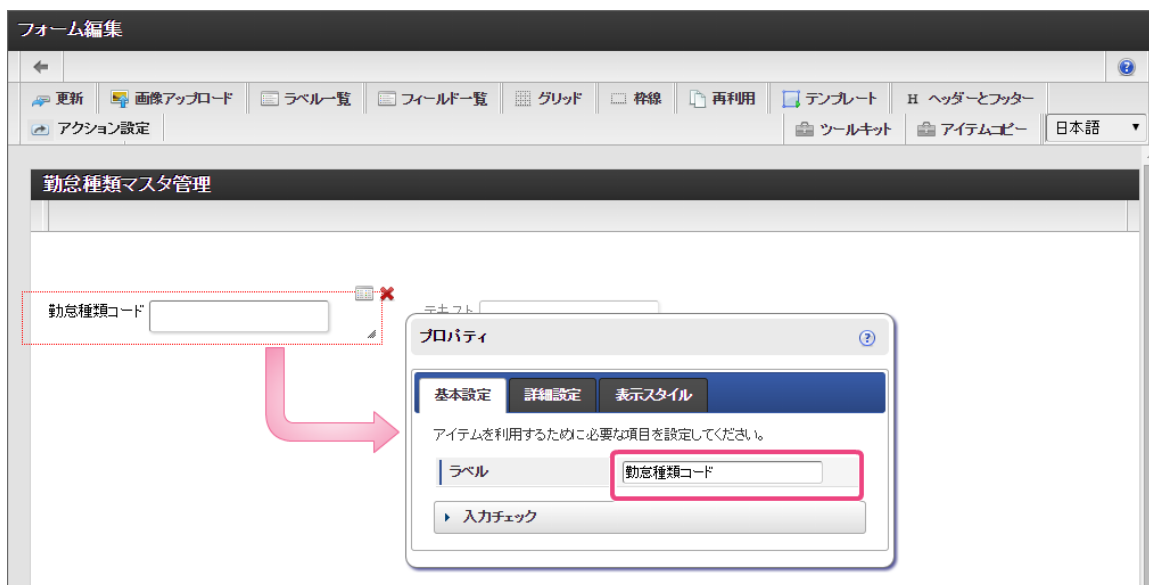 フォーム編集
更新 画像アップロード ラベル一覧 フィールド一覧 グリッド 枠線 再利用 テンプレート H ヘッダーとフッター
アクション設定 ツールキット アイテムコピー 日本語
勤怠種類マスタ管理
勤怠種類コード テキスト
プロパティ
基本設定 詳細設定 表示スタイル
アイテムを利用するために必要な項目を設定してください。
ラベル 勤怠種類コード
入力チェック